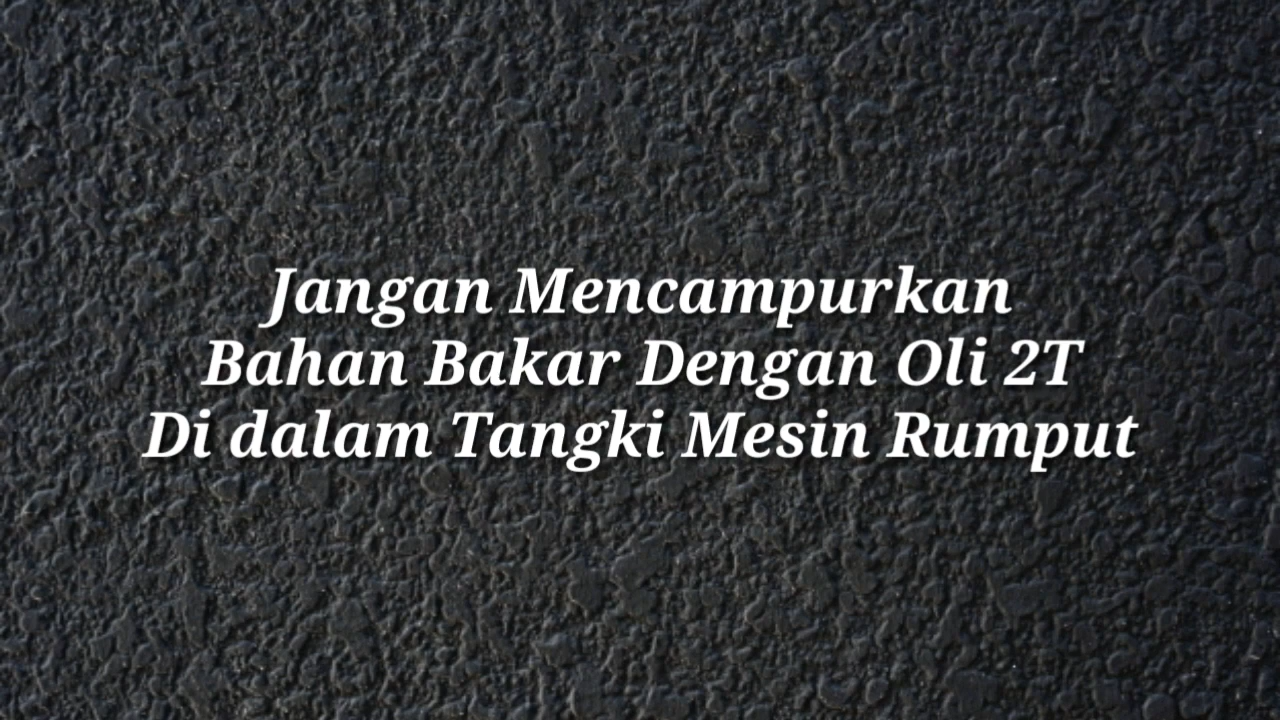 Jangan Mencampurkan
Bahan Bakar Dengan Oli 2T
Di dalam Tangki Mesin Rumput